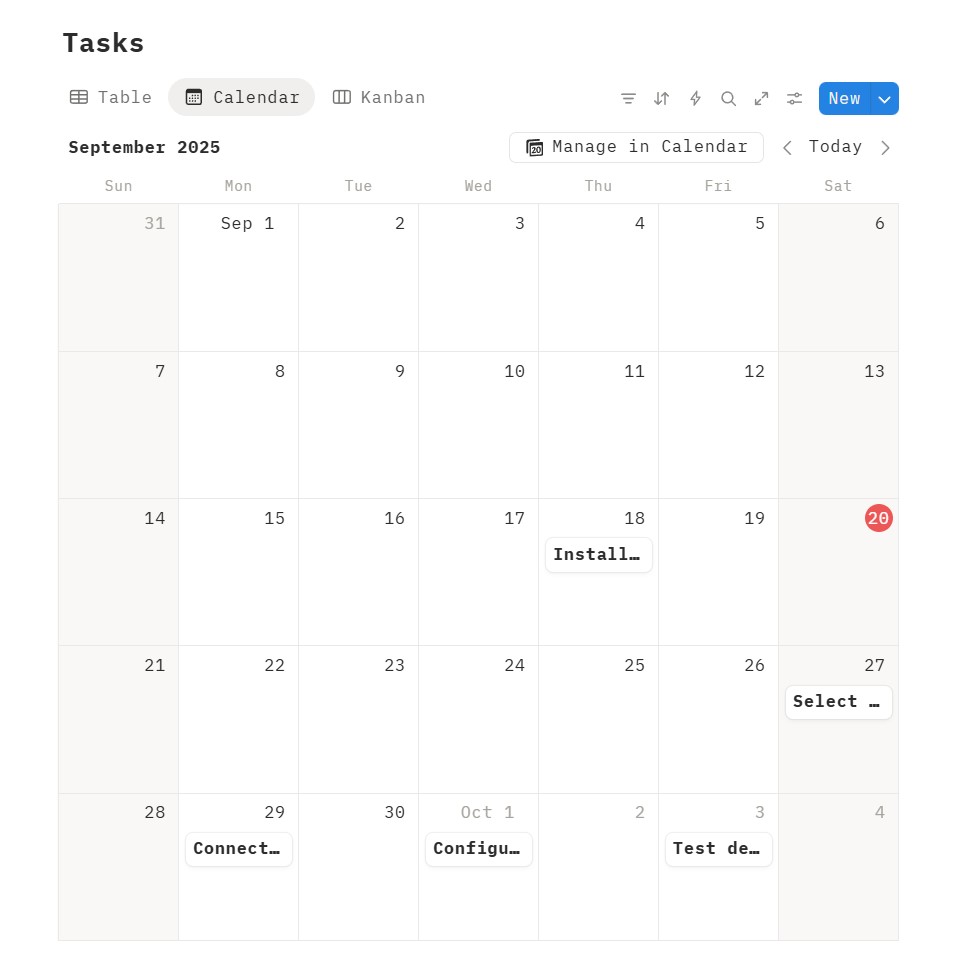 Tasks
Table Calendar Kanban New
September 2025 20 Manage in Calendar Today
Sun Mon Tue Wed Thu Fri Sat
31 Sep 1 2 3 4 5 6
7 8 9 10 11 12 13
14 15 16 17 18 19 20
Install…
21 22 23 24 25 26 27
Select …
28 29 30 Oct 1 2 3 4
Connect… Configu… Test de…